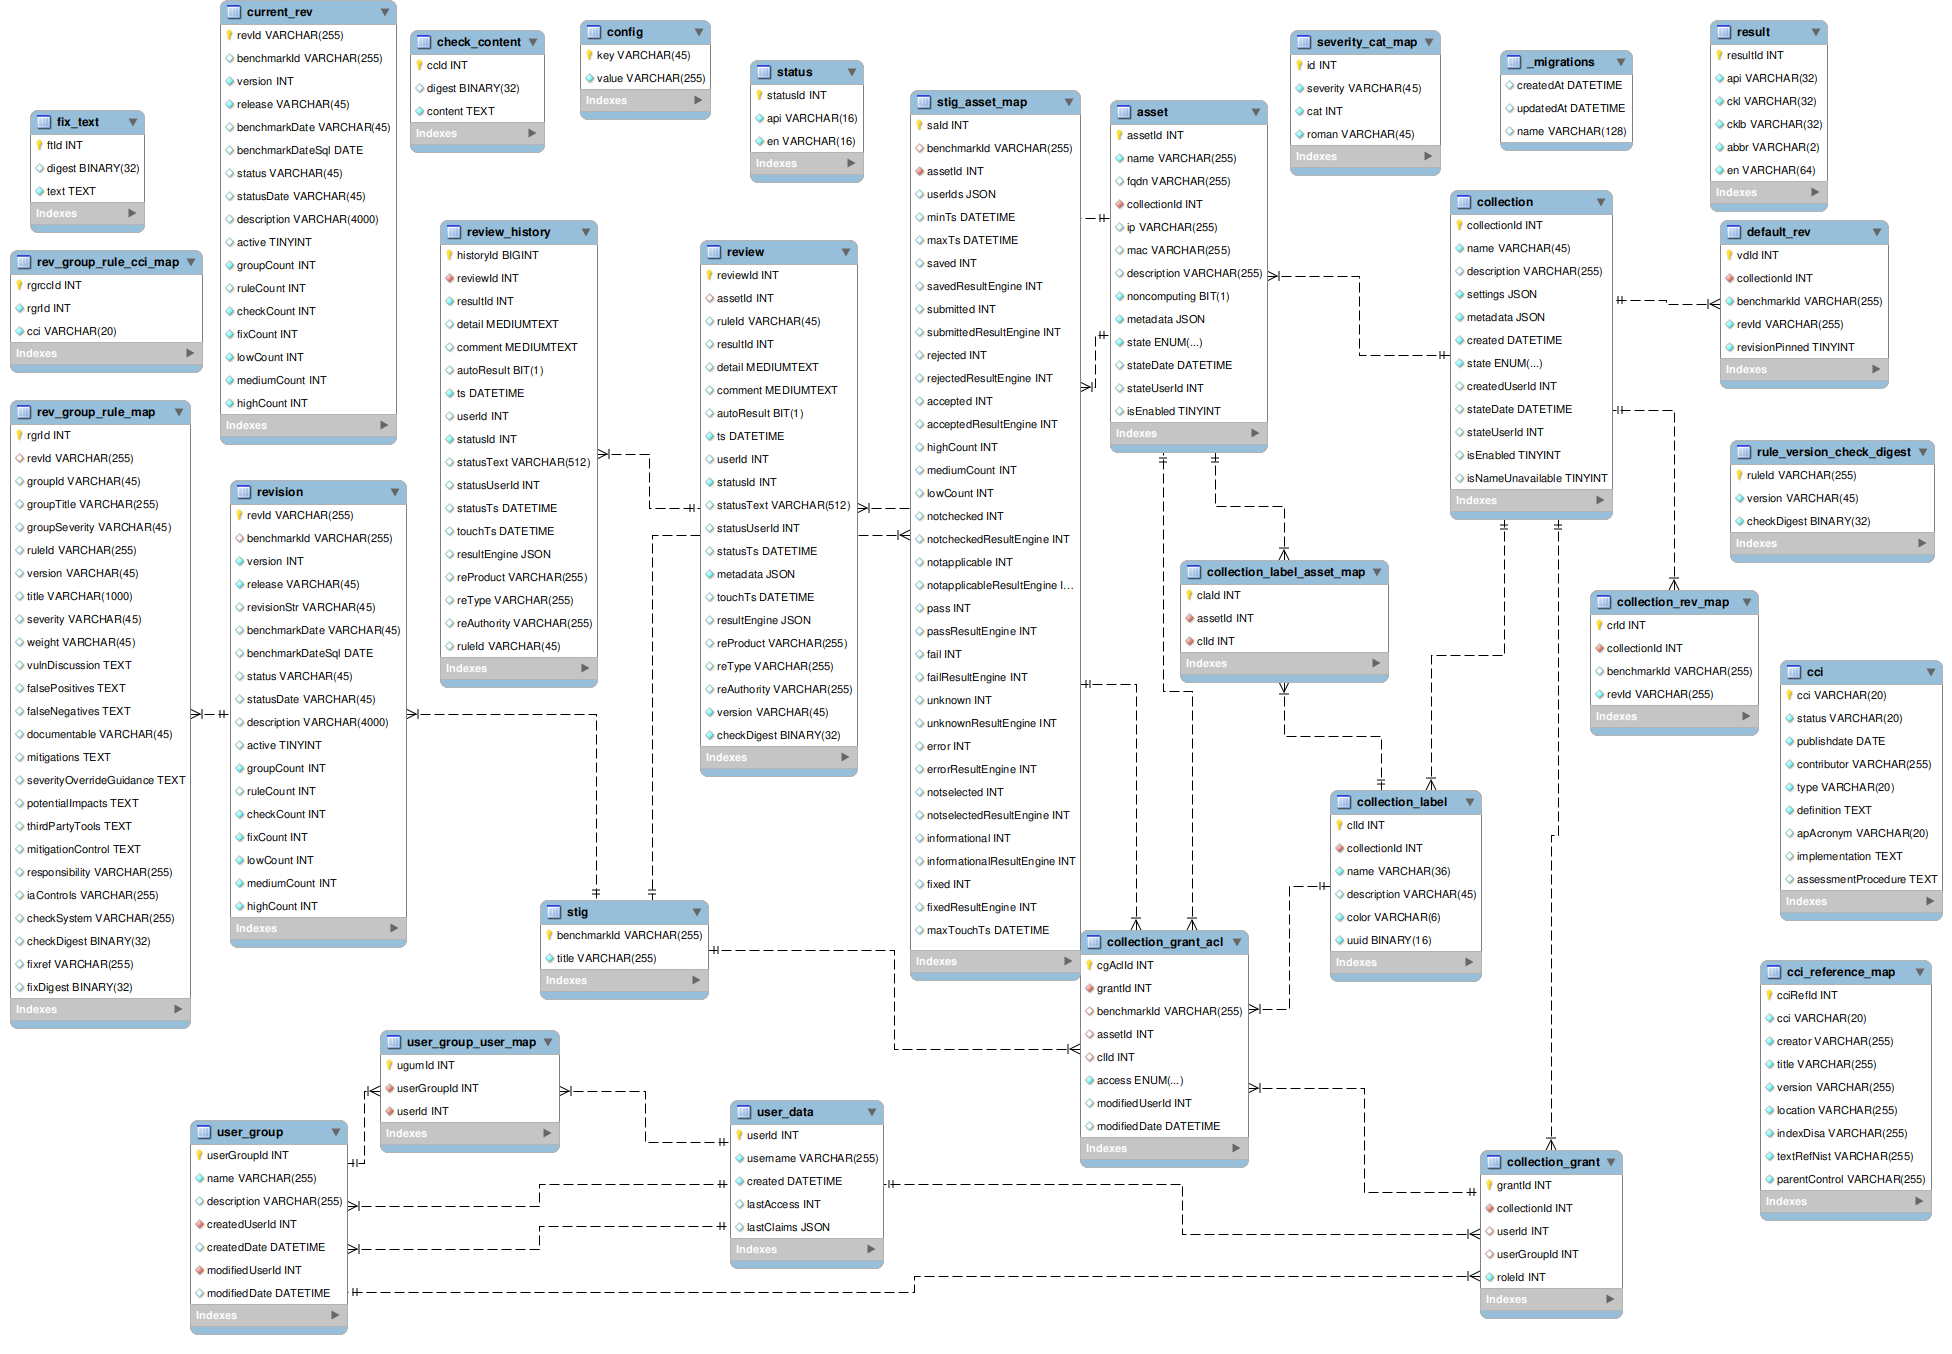 current_rev
revId VARCHAR(255)
benchmarkId VARCHAR(255)
version INT
release VARCHAR(45)
benchmarkDate VARCHAR(45)
benchmarkDateSql DATE
status VARCHAR(45)
statusDate VARCHAR(45)
description VARCHAR(4000)
active TINYINT
groupCount INT
ruleCount INT
checkCount INT
fixCount INT
lowCount INT
mediumCount INT
highCount INT
Indexes
check_content
ccId INT
digest BINARY(32)
content TEXT
Indexes
config
key VARCHAR(45)
value VARCHAR(255)
Indexes
status
statusId INT
api VARCHAR(16)
en VARCHAR(16)
Indexes
severity_cat_map
id INT
severity VARCHAR(45)
cat INT
roman VARCHAR(45)
Indexes
_migrations
createdAt DATETIME
updatedAt DATETIME
name VARCHAR(128)
Indexes
result
resultId INT
api VARCHAR(32)
ckl VARCHAR(32)
cklb VARCHAR(32)
abbr VARCHAR(2)
en VARCHAR(64)
Indexes
fix_text
ftId INT
digest BINARY(32)
text TEXT
Indexes
rev_group_rule_cci_map
rgrccId INT
rgrId INT
cci VARCHAR(20)
Indexes
rev_group_rule_map
rgrId INT
revId VARCHAR(255)
groupId VARCHAR(45)
groupTitle VARCHAR(255)
groupSeverity VARCHAR(45)
ruleId VARCHAR(255)
version VARCHAR(45)
title VARCHAR(1000)
severity VARCHAR(45)
weight VARCHAR(45)
vulnDiscussion TEXT
falsePositives TEXT
falseNegatives TEXT
documentable VARCHAR(45)
mitigations TEXT
severityOverrideGuidance TEXT
potentialImpacts TEXT
thirdPartyTools TEXT
mitigationControl TEXT
responsibility VARCHAR(255)
iaControls VARCHAR(255)
checkSystem VARCHAR(255)
checkDigest BINARY(32)
fixref VARCHAR(255)
fixDigest BINARY(32)
Indexes
revision
revId VARCHAR(255)
benchmarkId VARCHAR(255)
version INT
release VARCHAR(45)
revisionStr VARCHAR(45)
benchmarkDate VARCHAR(45)
benchmarkDateSql DATE
status VARCHAR(45)
statusDate VARCHAR(45)
description VARCHAR(4000)
active TINYINT
groupCount INT
ruleCount INT
checkCount INT
fixCount INT
lowCount INT
mediumCount INT
highCount INT
Indexes
review_history
historyId BIGINT
reviewId INT
resultId INT
detail MEDIUMTEXT
comment MEDIUMTEXT
autoResult BIT(1)
ts DATETIME
userId INT
statusId INT
statusText VARCHAR(512)
statusUserId INT
statusTs DATETIME
touchTs DATETIME
resultEngine JSON
reProduct VARCHAR(255)
reType VARCHAR(255)
reAuthority VARCHAR(255)
ruleId VARCHAR(45)
Indexes
review
reviewId INT
assetId INT
ruleId VARCHAR(45)
resultId INT
detail MEDIUMTEXT
comment MEDIUMTEXT
autoResult BIT(1)
ts DATETIME
userId INT
statusId INT
statusText VARCHAR(512)
statusUserId INT
statusTs DATETIME
metadata JSON
touchTs DATETIME
resultEngine JSON
reProduct VARCHAR(255)
reType VARCHAR(255)
reAuthority VARCHAR(255)
version VARCHAR(45)
checkDigest BINARY(32)
Indexes
stig_asset_map
saId INT
benchmarkId VARCHAR(255)
assetId INT
userIds JSON
minTs DATETIME
maxTs DATETIME
saved INT
savedResultEngine INT
submitted INT
submittedResultEngine INT
rejected INT
rejectedResultEngine INT
accepted INT
acceptedResultEngine INT
highCount INT
mediumCount INT
lowCount INT
notchecked INT
notcheckedResultEngine INT
notapplicable INT
notapplicableResultEngine I...
pass INT
passResultEngine INT
fail INT
failResultEngine INT
unknown INT
unknownResultEngine INT
error INT
errorResultEngine INT
notselected INT
notselectedResultEngine INT
informational INT
informationalResultEngine INT
fixed INT
fixedResultEngine INT
maxTouchTs DATETIME
Indexes
asset
assetId INT
name VARCHAR(255)
fqdn VARCHAR(255)
collectionId INT
ip VARCHAR(255)
mac VARCHAR(255)
description VARCHAR(255)
noncomputing BIT(1)
metadata JSON
state ENUM(...)
stateDate DATETIME
stateUserId INT
isEnabled TINYINT
Indexes
collection
collectionId INT
name VARCHAR(45)
description VARCHAR(255)
settings JSON
metadata JSON
created DATETIME
state ENUM(...)
createdUserId INT
stateDate DATETIME
stateUserId INT
isEnabled TINYINT
isNameUnavailable TINYINT
Indexes
default_rev
vdId INT
collectionId INT
benchmarkId VARCHAR(255)
revId VARCHAR(255)
revisionPinned TINYINT
Indexes
rule_version_check_digest
ruleId VARCHAR(255)
version VARCHAR(45)
checkDigest BINARY(32)
Indexes
collection_label_asset_map
claId INT
assetId INT
clId INT
Indexes
collection_rev_map
crId INT
collectionId INT
benchmarkId VARCHAR(255)
revId VARCHAR(255)
Indexes
cci
cci VARCHAR(20)
status VARCHAR(20)
publishdate DATE
contributor VARCHAR(255)
type VARCHAR(20)
definition TEXT
apAcronym VARCHAR(20)
implementation TEXT
assessmentProcedure TEXT
Indexes
collection_label
clId INT
collectionId INT
name VARCHAR(36)
description VARCHAR(45)
color VARCHAR(6)
uuid BINARY(16)
Indexes
stig
benchmarkId VARCHAR(255)
title VARCHAR(255)
Indexes
collection_grant_acl
cgAclId INT
grantId INT
benchmarkId VARCHAR(255)
assetId INT
clId INT
access ENUM(...)
modifiedUserId INT
modifiedDate DATETIME
Indexes
cci_reference_map
cciRefId INT
cci VARCHAR(20)
creator VARCHAR(255)
title VARCHAR(255)
version VARCHAR(255)
location VARCHAR(255)
indexDisa VARCHAR(255)
textRefNist VARCHAR(255)
parentControl VARCHAR(255)
Indexes
user_group_user_map
ugumId INT
userGroupId INT
userId INT
Indexes
user_group
userGroupId INT
name VARCHAR(255)
description VARCHAR(255)
createdUserId INT
createdDate DATETIME
modifiedUserId INT
modifiedDate DATETIME
Indexes
user_data
userId INT
username VARCHAR(255)
created DATETIME
lastAccess INT
lastClaims JSON
Indexes
collection_grant
grantId INT
collectionId INT
userId INT
userGroupId INT
roleId INT
Indexes